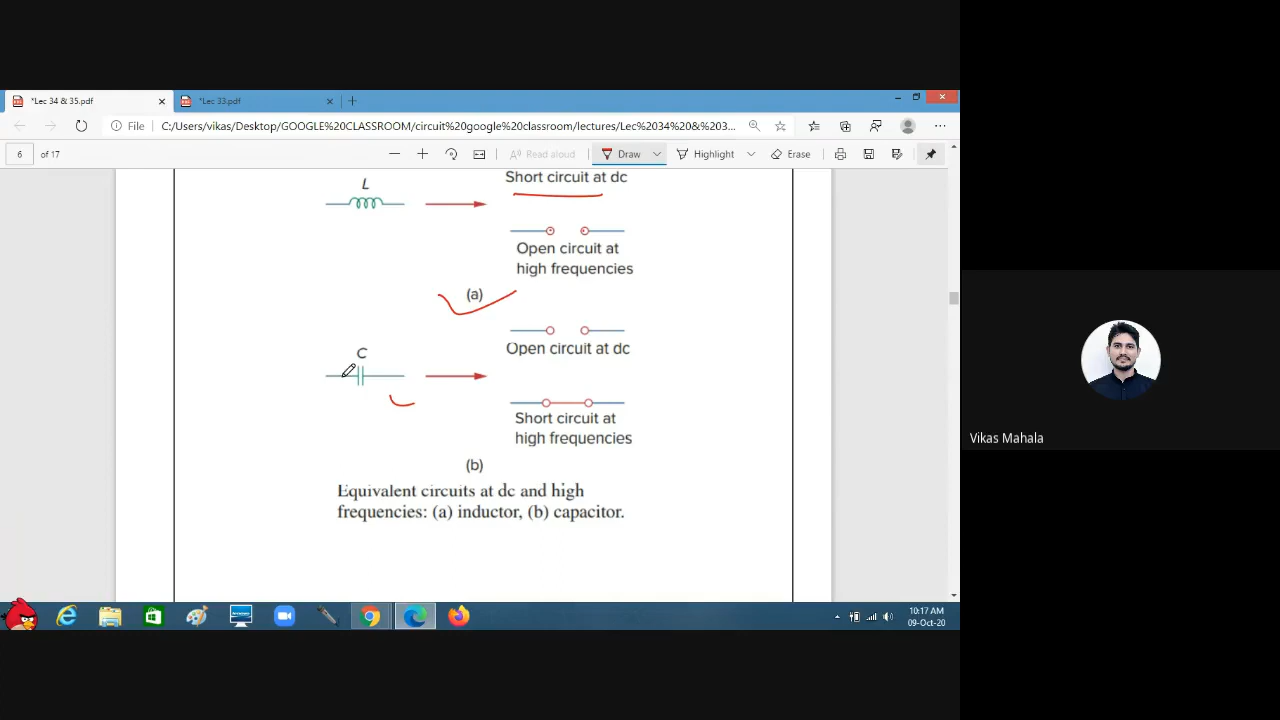 *Lec 34 & 35.pdf
*Lec 33.pdf
File
C:/Users/vikas/Desktop/GOOGLE%20CLASSROOM/circuit%20google%20classroom/lectures/Lec%2034%20&%203...
6 of 17
Read aloud
Draw
Highlight
Erase
Short circuit at dc
L
Open circuit at
high frequencies
(a)
Open circuit at dc
C
Short circuit at
high frequencies
(b)
Equivalent circuits at dc and high
frequencies: (a) inductor, (b) capacitor.
Vikas Mahala
10:17 AM
09-Oct-20